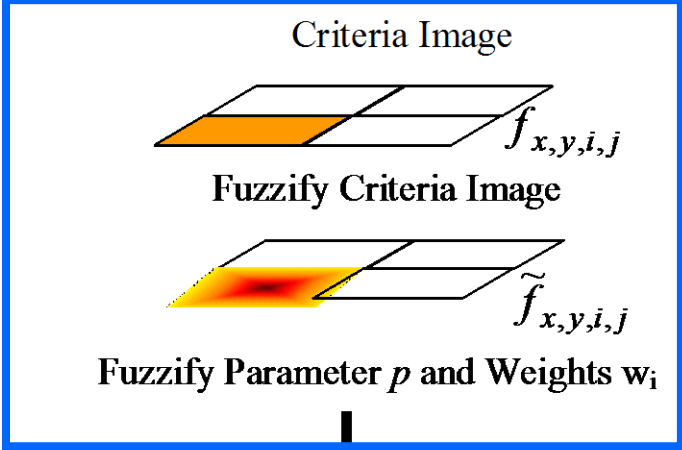 Criteria Image
f x,y,i,j
Fuzzify Criteria Image
f̃ x,y,i,j
Fuzzify Parameter p and Weights wi